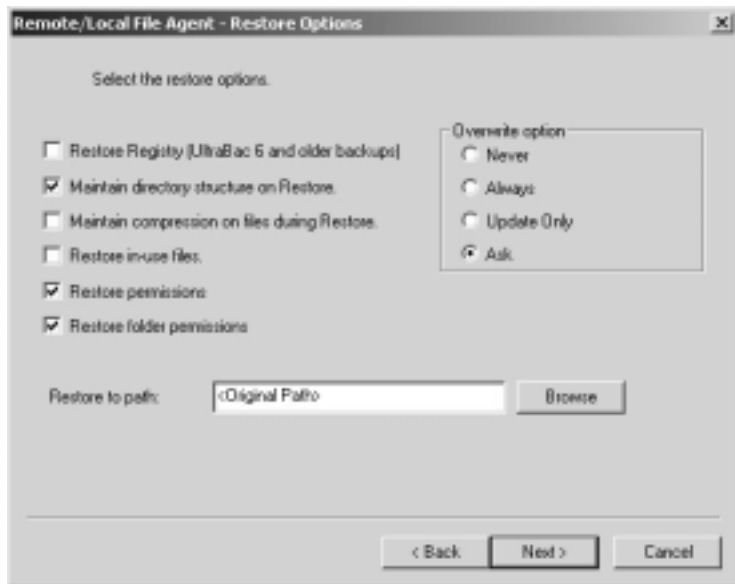 Remote/Local File Agent - Restore Options
Select the restore options.
Restore Registry (UltraBac 6 and older backups)
Maintain directory structure on Restore.
Maintain compression on files during Restore.
Restore in-use files.
Restore permissions
Restore folder permissions
Overwrite option
Never
Always
Update Only
Ask
Restore to path:
<Original Path>
Browse
< Back
Next >
Cancel